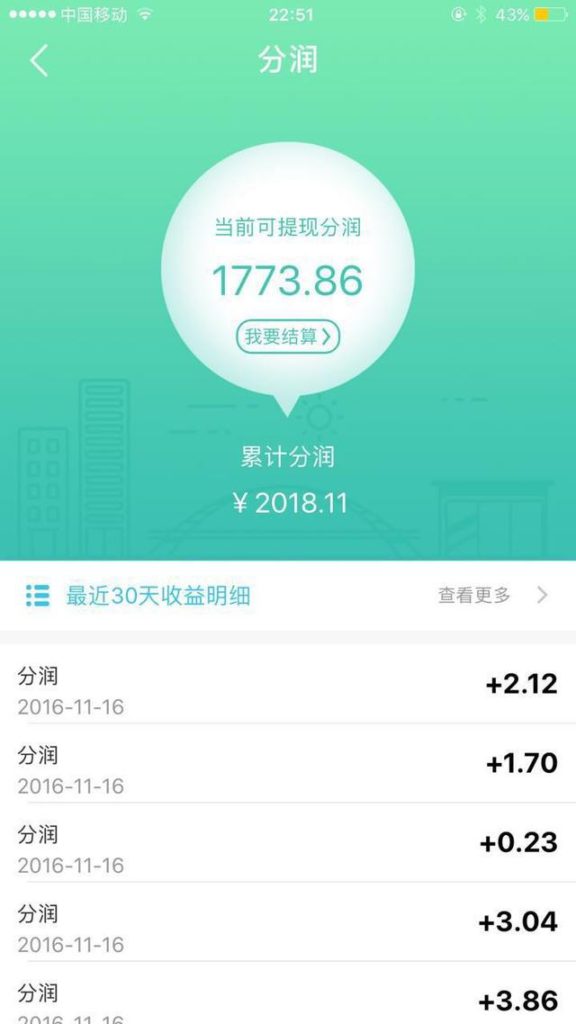 中国移动 22:51 43%
分润
当前可提现分润
1773.86
我要结算
累计分润
¥ 2018.11
最近30天收益明细 查看更多
分润
+2.12
2016-11-16
分润
+1.70
2016-11-16
分润
+0.23
2016-11-16
分润
+3.04
2016-11-16
分润
+3.86
2016-11-16